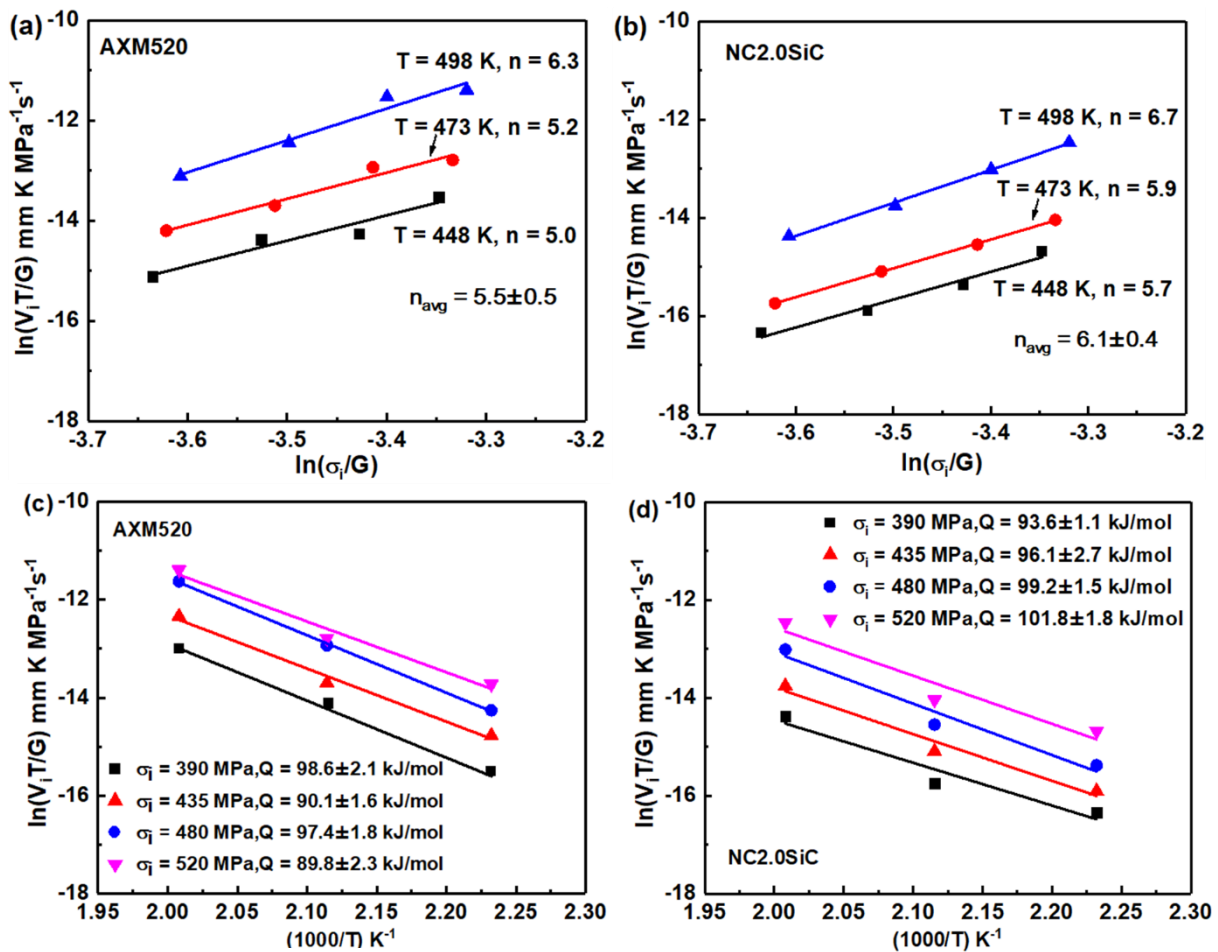 (a)
AXM520
T = 498 K, n = 6.3
T = 473 K, n = 5.2
T = 448 K, n = 5.0
n_avg = 5.5±0.5
ln(V_iT/G) mm K MPa⁻¹s⁻¹
-10
-12
-14
-16
-18
-3.7 -3.6 -3.5 -3.4 -3.3 -3.2
ln(σ_i/G)
(b)
NC2.0SiC
T = 498 K, n = 6.7
T = 473 K, n = 5.9
T = 448 K, n = 5.7
n_avg = 6.1±0.4
ln(V_iT/G) mm K MPa⁻¹s⁻¹
-10
-12
-14
-16
-18
-3.7 -3.6 -3.5 -3.4 -3.3 -3.2
ln(σ_i/G)
(c)
AXM520
σ_i = 390 MPa,Q = 98.6±2.1 kJ/mol
σ_i = 435 MPa,Q = 90.1±1.6 kJ/mol
σ_i = 480 MPa,Q = 97.4±1.8 kJ/mol
σ_i = 520 MPa,Q = 89.8±2.3 kJ/mol
ln(V_iT/G) mm K MPa⁻¹s⁻¹
-10
-12
-14
-16
-18
1.95 2.00 2.05 2.10 2.15 2.20 2.25 2.30
(1000/T) K⁻¹
(d)
σ_i = 390 MPa,Q = 93.6±1.1 kJ/mol
σ_i = 435 MPa,Q = 96.1±2.7 kJ/mol
σ_i = 480 MPa,Q = 99.2±1.5 kJ/mol
σ_i = 520 MPa,Q = 101.8±1.8 kJ/mol
NC2.0SiC
ln(V_iT/G) mm K MPa⁻¹s⁻¹
-10
-12
-14
-16
-18
1.95 2.00 2.05 2.10 2.15 2.20 2.25 2.30
(1000/T) K⁻¹